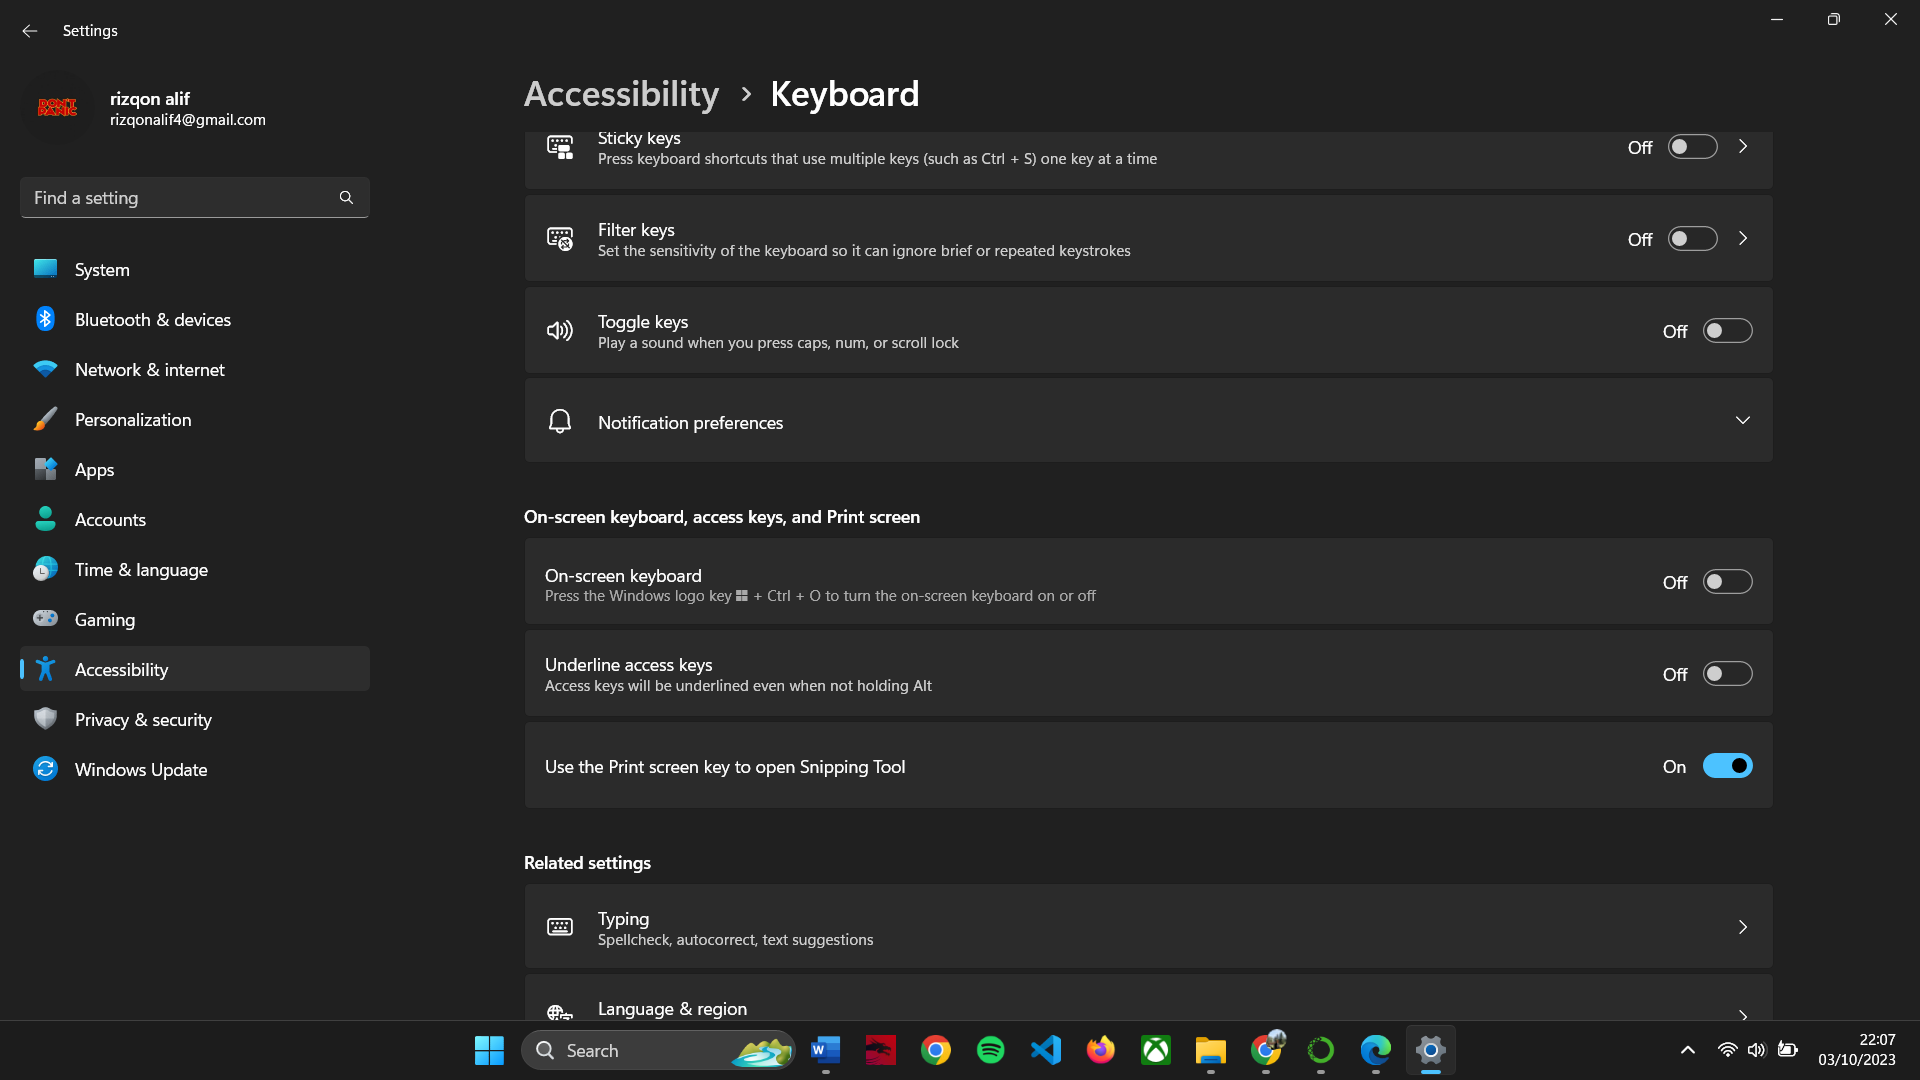 Settings
DON'T
PANIC
rizqon alif
rizqonalif4@gmail.com
Find a setting
System
Bluetooth & devices
Network & internet
Personalization
Apps
Accounts
Time & language
Gaming
Accessibility
Privacy & security
Windows Update
Accessibility > Keyboard
Sticky keys
Press keyboard shortcuts that use multiple keys (such as Ctrl + S) one key at a time
Off
Filter keys
Set the sensitivity of the keyboard so it can ignore brief or repeated keystrokes
Off
Toggle keys
Play a sound when you press caps, num, or scroll lock
Off
Notification preferences
On-screen keyboard, access keys, and Print screen
On-screen keyboard
Press the Windows logo key + Ctrl + O to turn the on-screen keyboard on or off
Off
Underline access keys
Access keys will be underlined even when not holding Alt
Off
Use the Print screen key to open Snipping Tool
On
Related settings
Typing
Spellcheck, autocorrect, text suggestions
Language & region
Search
22:07
03/10/2023